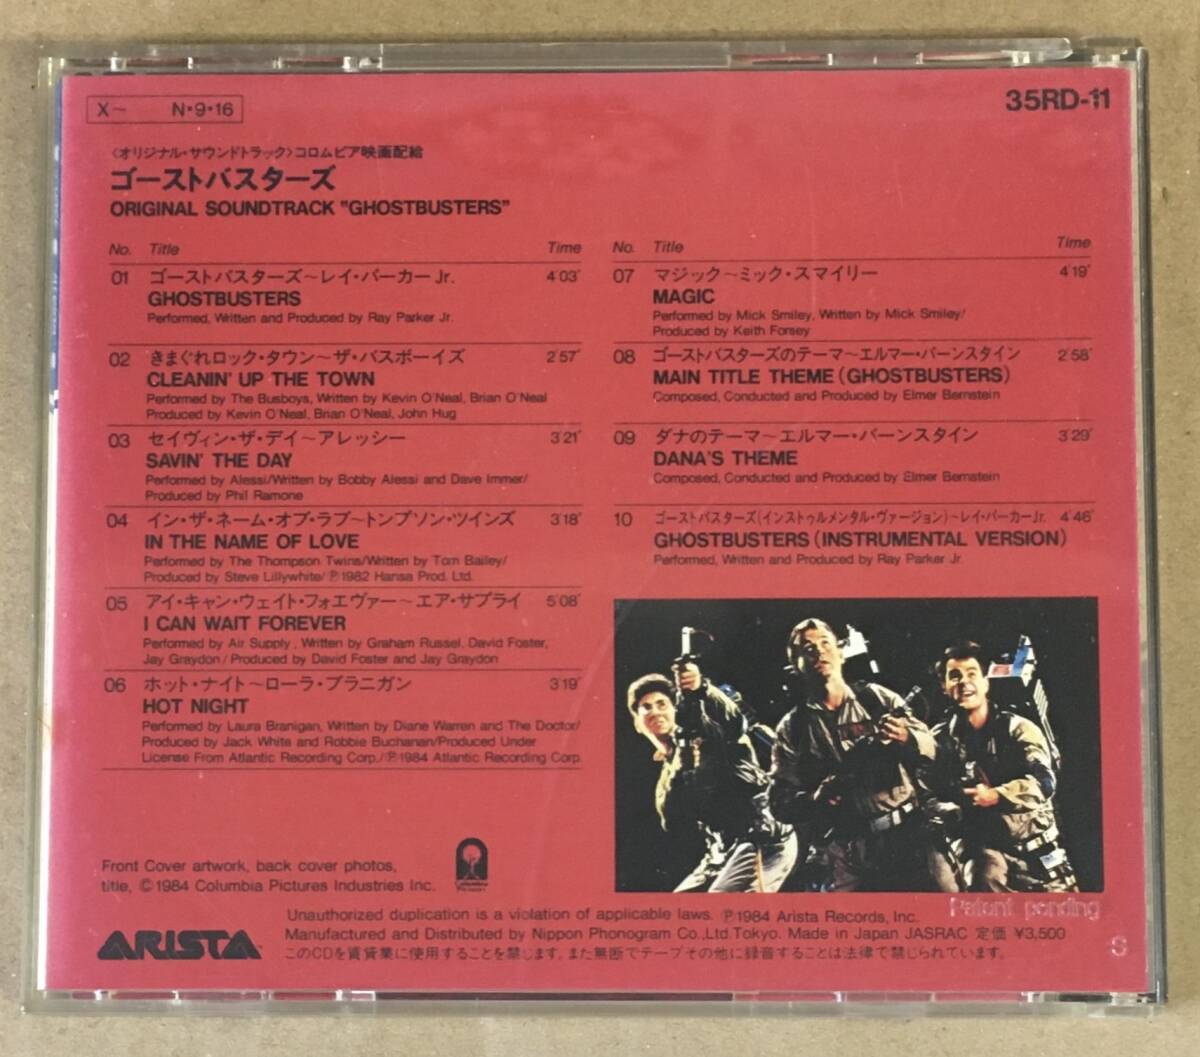 X〜 N・9・16
35RD-11
〈オリジナル・サウンドトラック〉コロムビア映画配給
ゴーストバスターズ
ORIGINAL SOUNDTRACK "GHOSTBUSTERS"
No. Title Time
01 ゴーストバスターズ〜レイ・パーカー Jr. 4'03"
GHOSTBUSTERS
Performed, Written and Produced by Ray Parker Jr.
02 きまぐれロック・タウン〜ザ・バスボーイズ 2'57"
CLEANIN' UP THE TOWN
Performed by The Busboys, Written by Kevin O'Neal, Brian O'Neal
Produced by Kevin O'Neal, Brian O'Neal, John Hug
03 セイヴィン・ザ・デイ〜アレッシー 3'21"
SAVIN' THE DAY
Performed by Alessi/Written by Bobby Alessi and Dave Immer/
Produced by Phil Ramone
04 イン・ザ・ネーム・オブ・ラブ〜トンプソン・ツインズ 3'18"
IN THE NAME OF LOVE
Performed by The Thompson Twins/Written by Tom Bailey/
Produced by Steve Lillywhite/℗1982 Hansa Prod. Ltd.
05 アイ・キャン・ウェイト・フォエヴァー〜エア・サプライ 5'08"
I CAN WAIT FOREVER
Performed by Air Supply, Written by Graham Russel, David Foster,
Jay Graydon/Produced by David Foster and Jay Graydon
06 ホット・ナイト〜ローラ・ブラニガン 3'19"
HOT NIGHT
Performed by Laura Branigan, Written by Diane Warren and The Doctor/
Produced by Jack White and Robbie Buchanan/Produced Under
License From Atlantic Recording Corp./℗1984 Atlantic Recording Corp.
No. Title Time
07 マジック〜ミック・スマイリー 4'19"
MAGIC
Performed by Mick Smiley, Written by Mick Smiley/
Produced by Keith Forsey
08 ゴーストバスターズのテーマ〜エルマー・バーンスタイン 2'58"
MAIN TITLE THEME (GHOSTBUSTERS)
Composed, Conducted and Produced by Elmer Bernstein
09 ダナのテーマ〜エルマー・バーンスタイン 3'29"
DANA'S THEME
Composed, Conducted and Produced by Elmer Bernstein
10 ゴーストバスターズ(インストゥルメンタル・ヴァージョン)〜レイ・パーカーJr. 4'46"
GHOSTBUSTERS (INSTRUMENTAL VERSION)
Performed, Written and Produced by Ray Parker Jr.
Front Cover artwork, back cover photos,
title, ©1984 Columbia Pictures Industries Inc.
Columbia
Pictures
Patent pending
Unauthorized duplication is a violation of applicable laws. ℗1984 Arista Records, Inc.
Manufactured and Distributed by Nippon Phonogram Co., Ltd. Tokyo. Made in Japan JASRAC 定価 ¥3,500
このCDを賃貸業に使用することを禁じます。また無断でテープその他に録音することは法律で禁じられています。
ARISTA
S